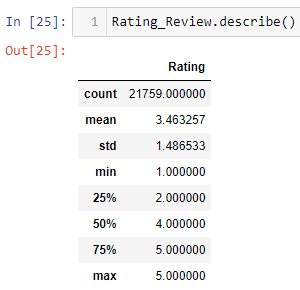 In [25]: 1 Rating_Review.describe()
Out[25]:
Rating
count 21759.000000
mean 3.463257
std 1.486533
min 1.000000
25% 2.000000
50% 4.000000
75% 5.000000
max 5.000000